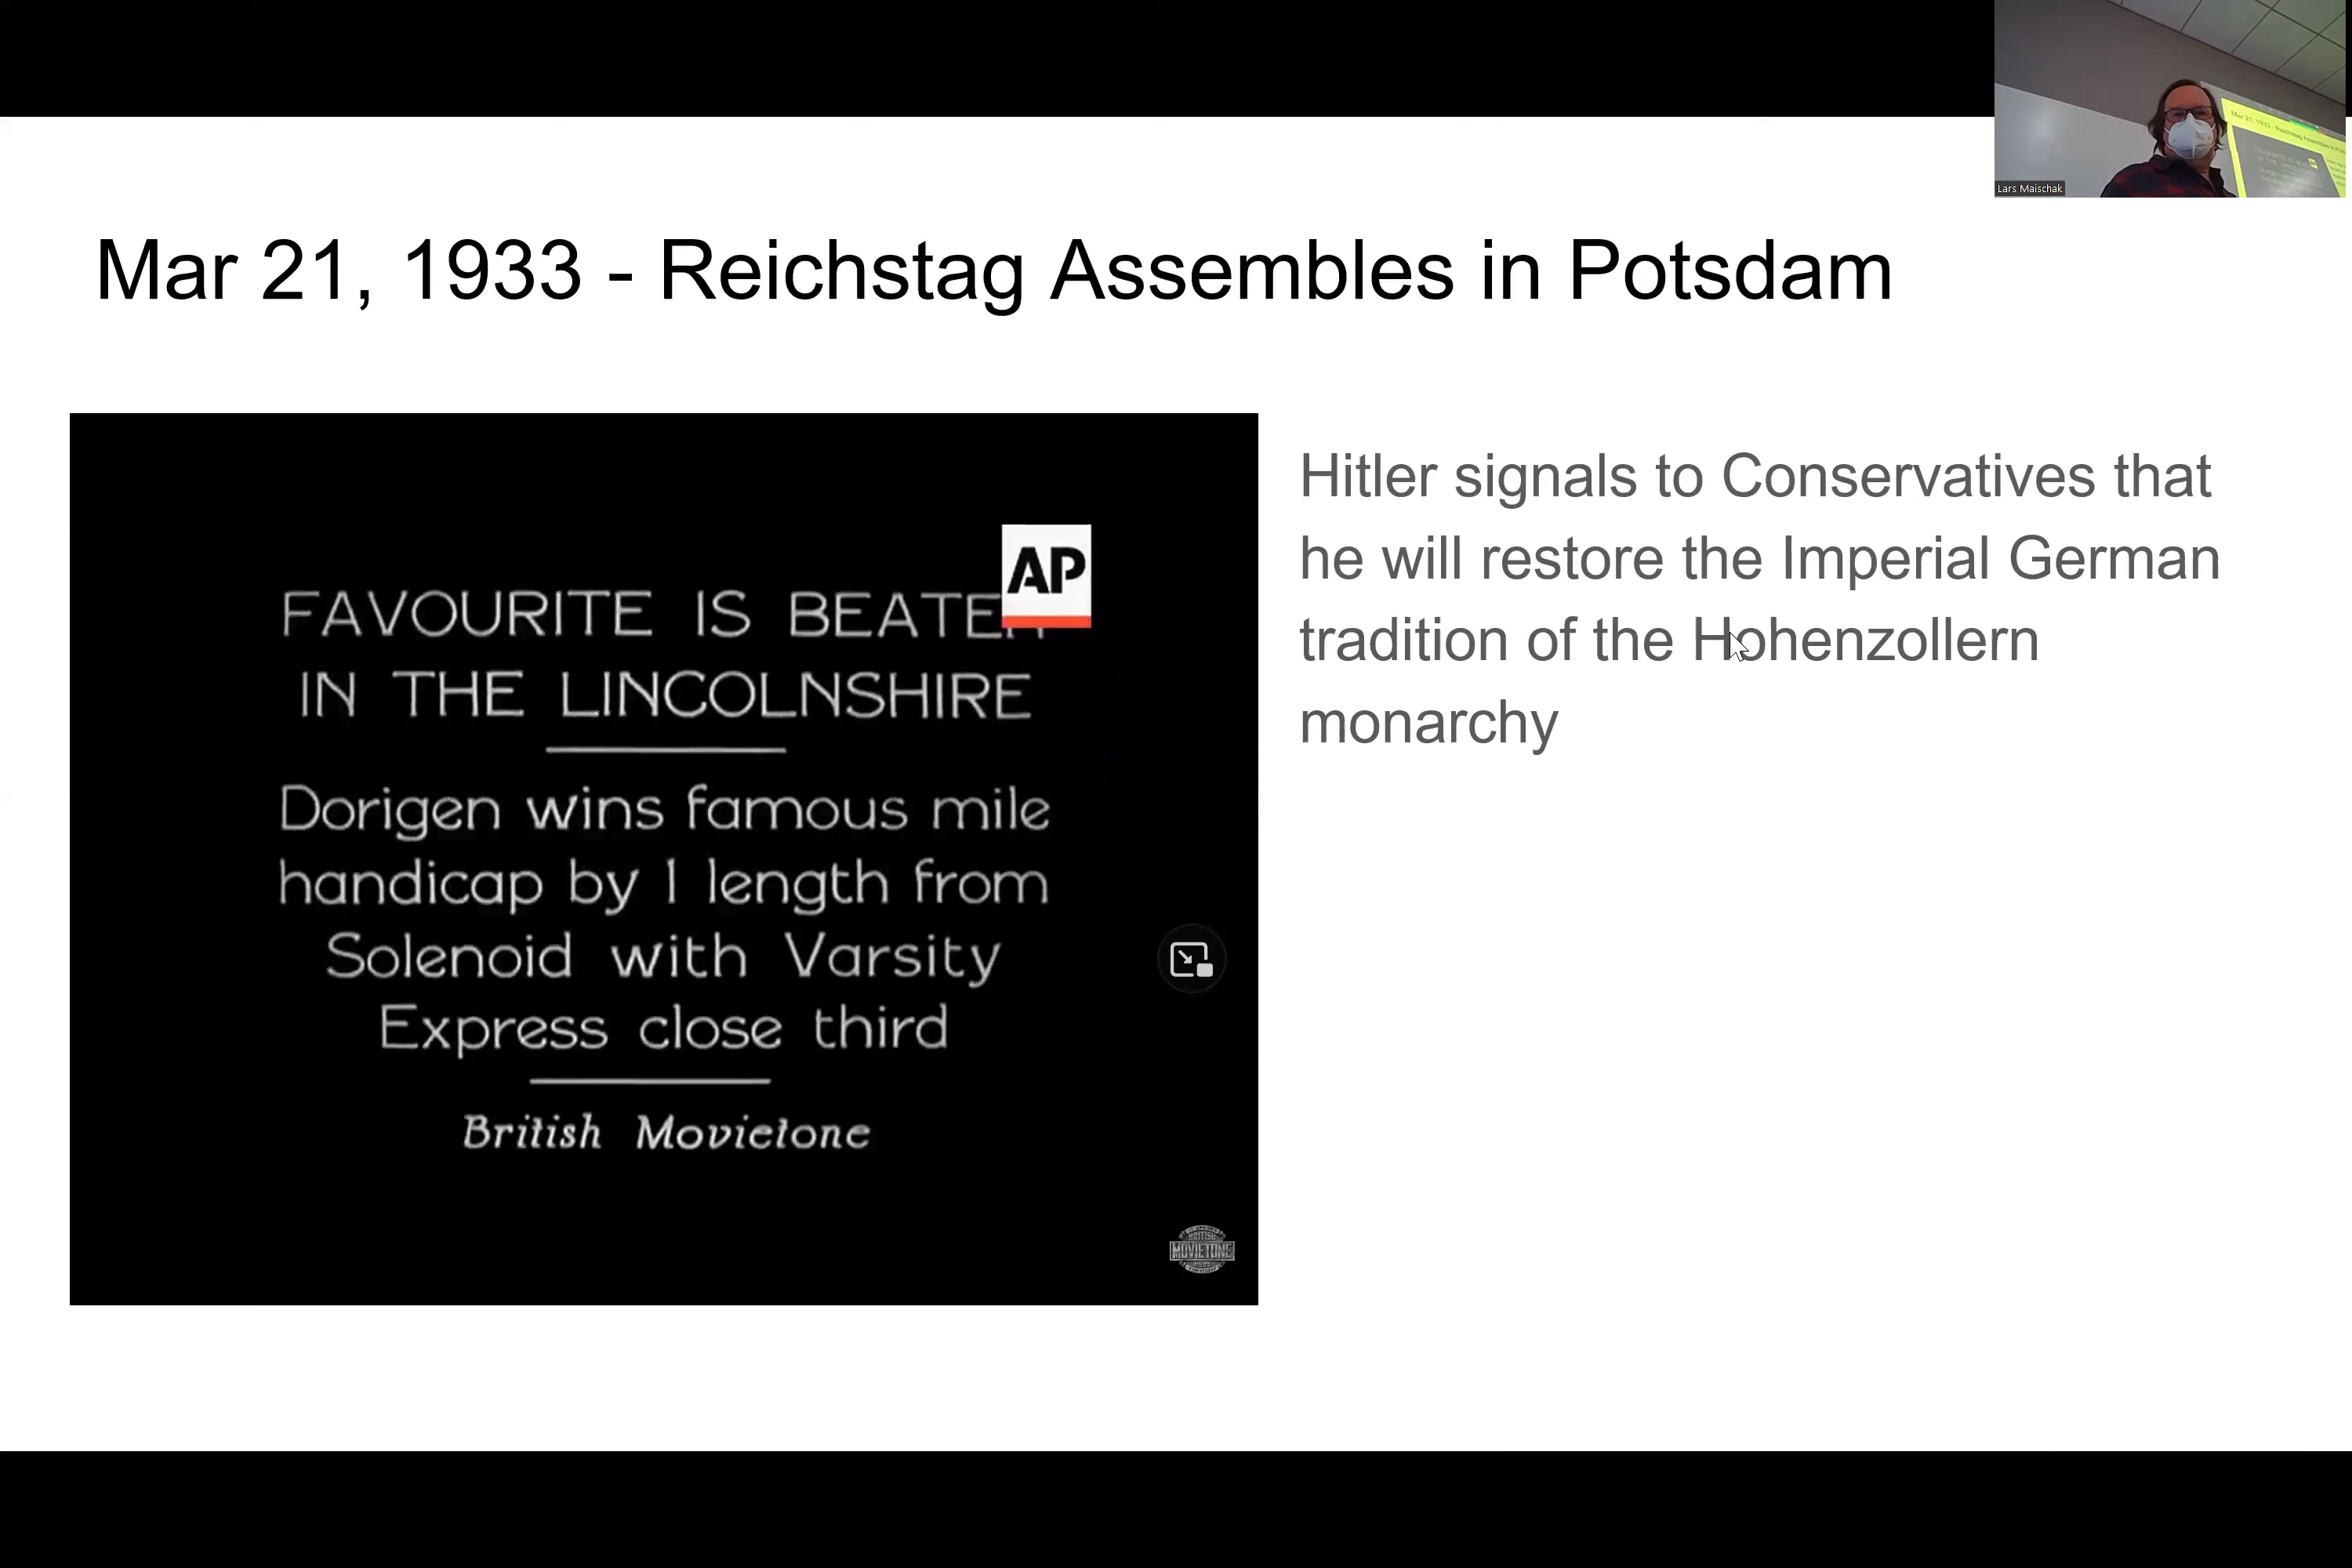 Lars Maischak
Mar 21, 1933 - Reichstag Assembles in Potsdam
AP
FAVOURITE IS BEATEN
IN THE LINCOLNSHIRE
Dorigen wins famous mile
handicap by 1 length from
Solenoid with Varsity
Express close third
British Movietone
BRITISH
MOVIETONE
Hitler signals to Conservatives that
he will restore the Imperial German
tradition of the Hohenzollern
monarchy